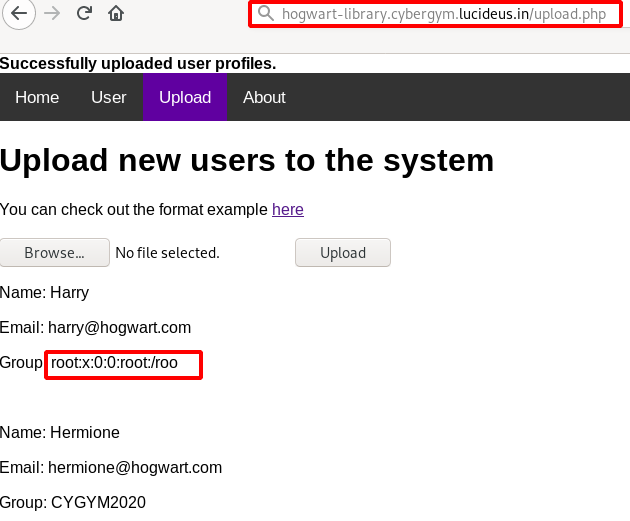 hogwart-library.cybergym.lucideus.in/upload.php
Successfully uploaded user profiles.
Home User Upload About
Upload new users to the system
You can check out the format example here
Browse... No file selected. Upload
Name: Harry
Email: harry@hogwart.com
Group: root:x:0:0:root:/roo
Name: Hermione
Email: hermione@hogwart.com
Group: CYGYM2020